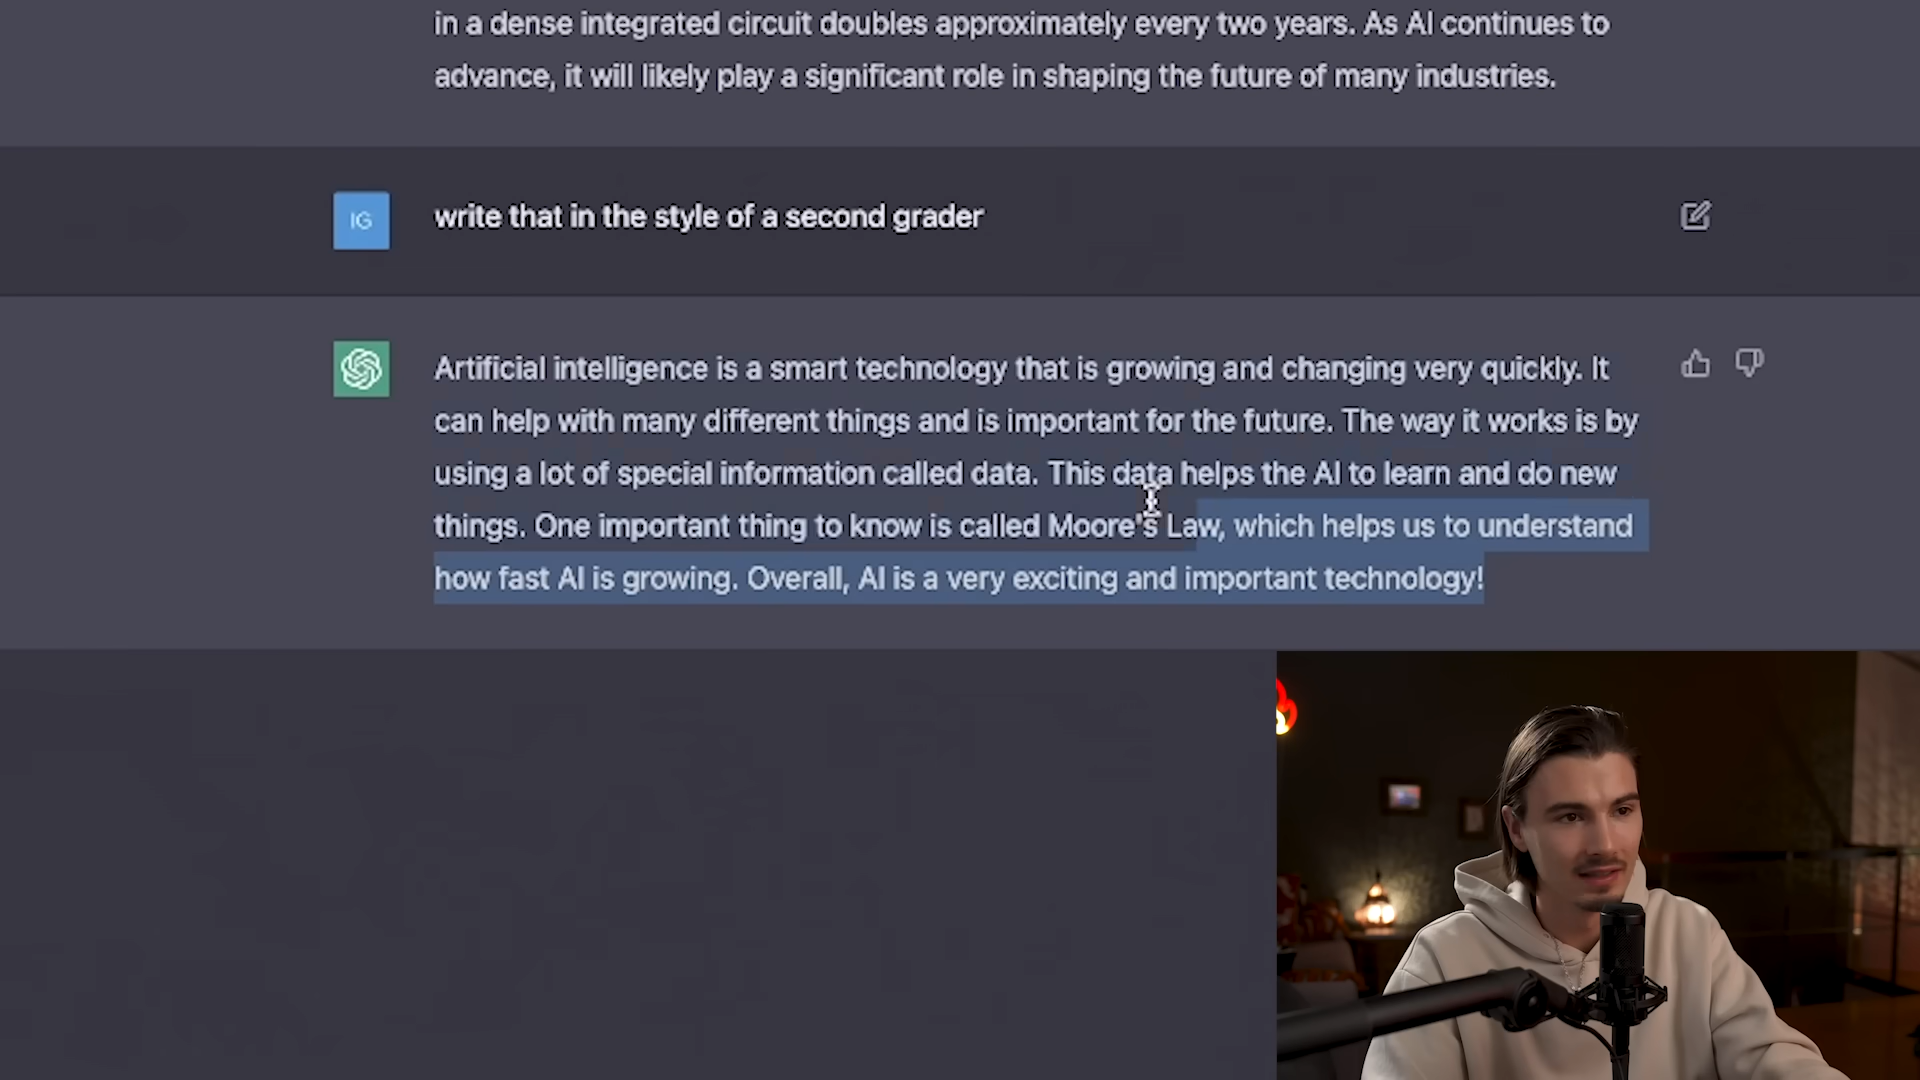 in a dense integrated circuit doubles approximately every two years. As AI continues to
advance, it will likely play a significant role in shaping the future of many industries.
IG
write that in the style of a second grader
Artificial intelligence is a smart technology that is growing and changing very quickly. It
can help with many different things and is important for the future. The way it works is by
using a lot of special information called data. This data helps the AI to learn and do new
things. One important thing to know is called Moore's Law, which helps us to understand
how fast AI is growing. Overall, AI is a very exciting and important technology!